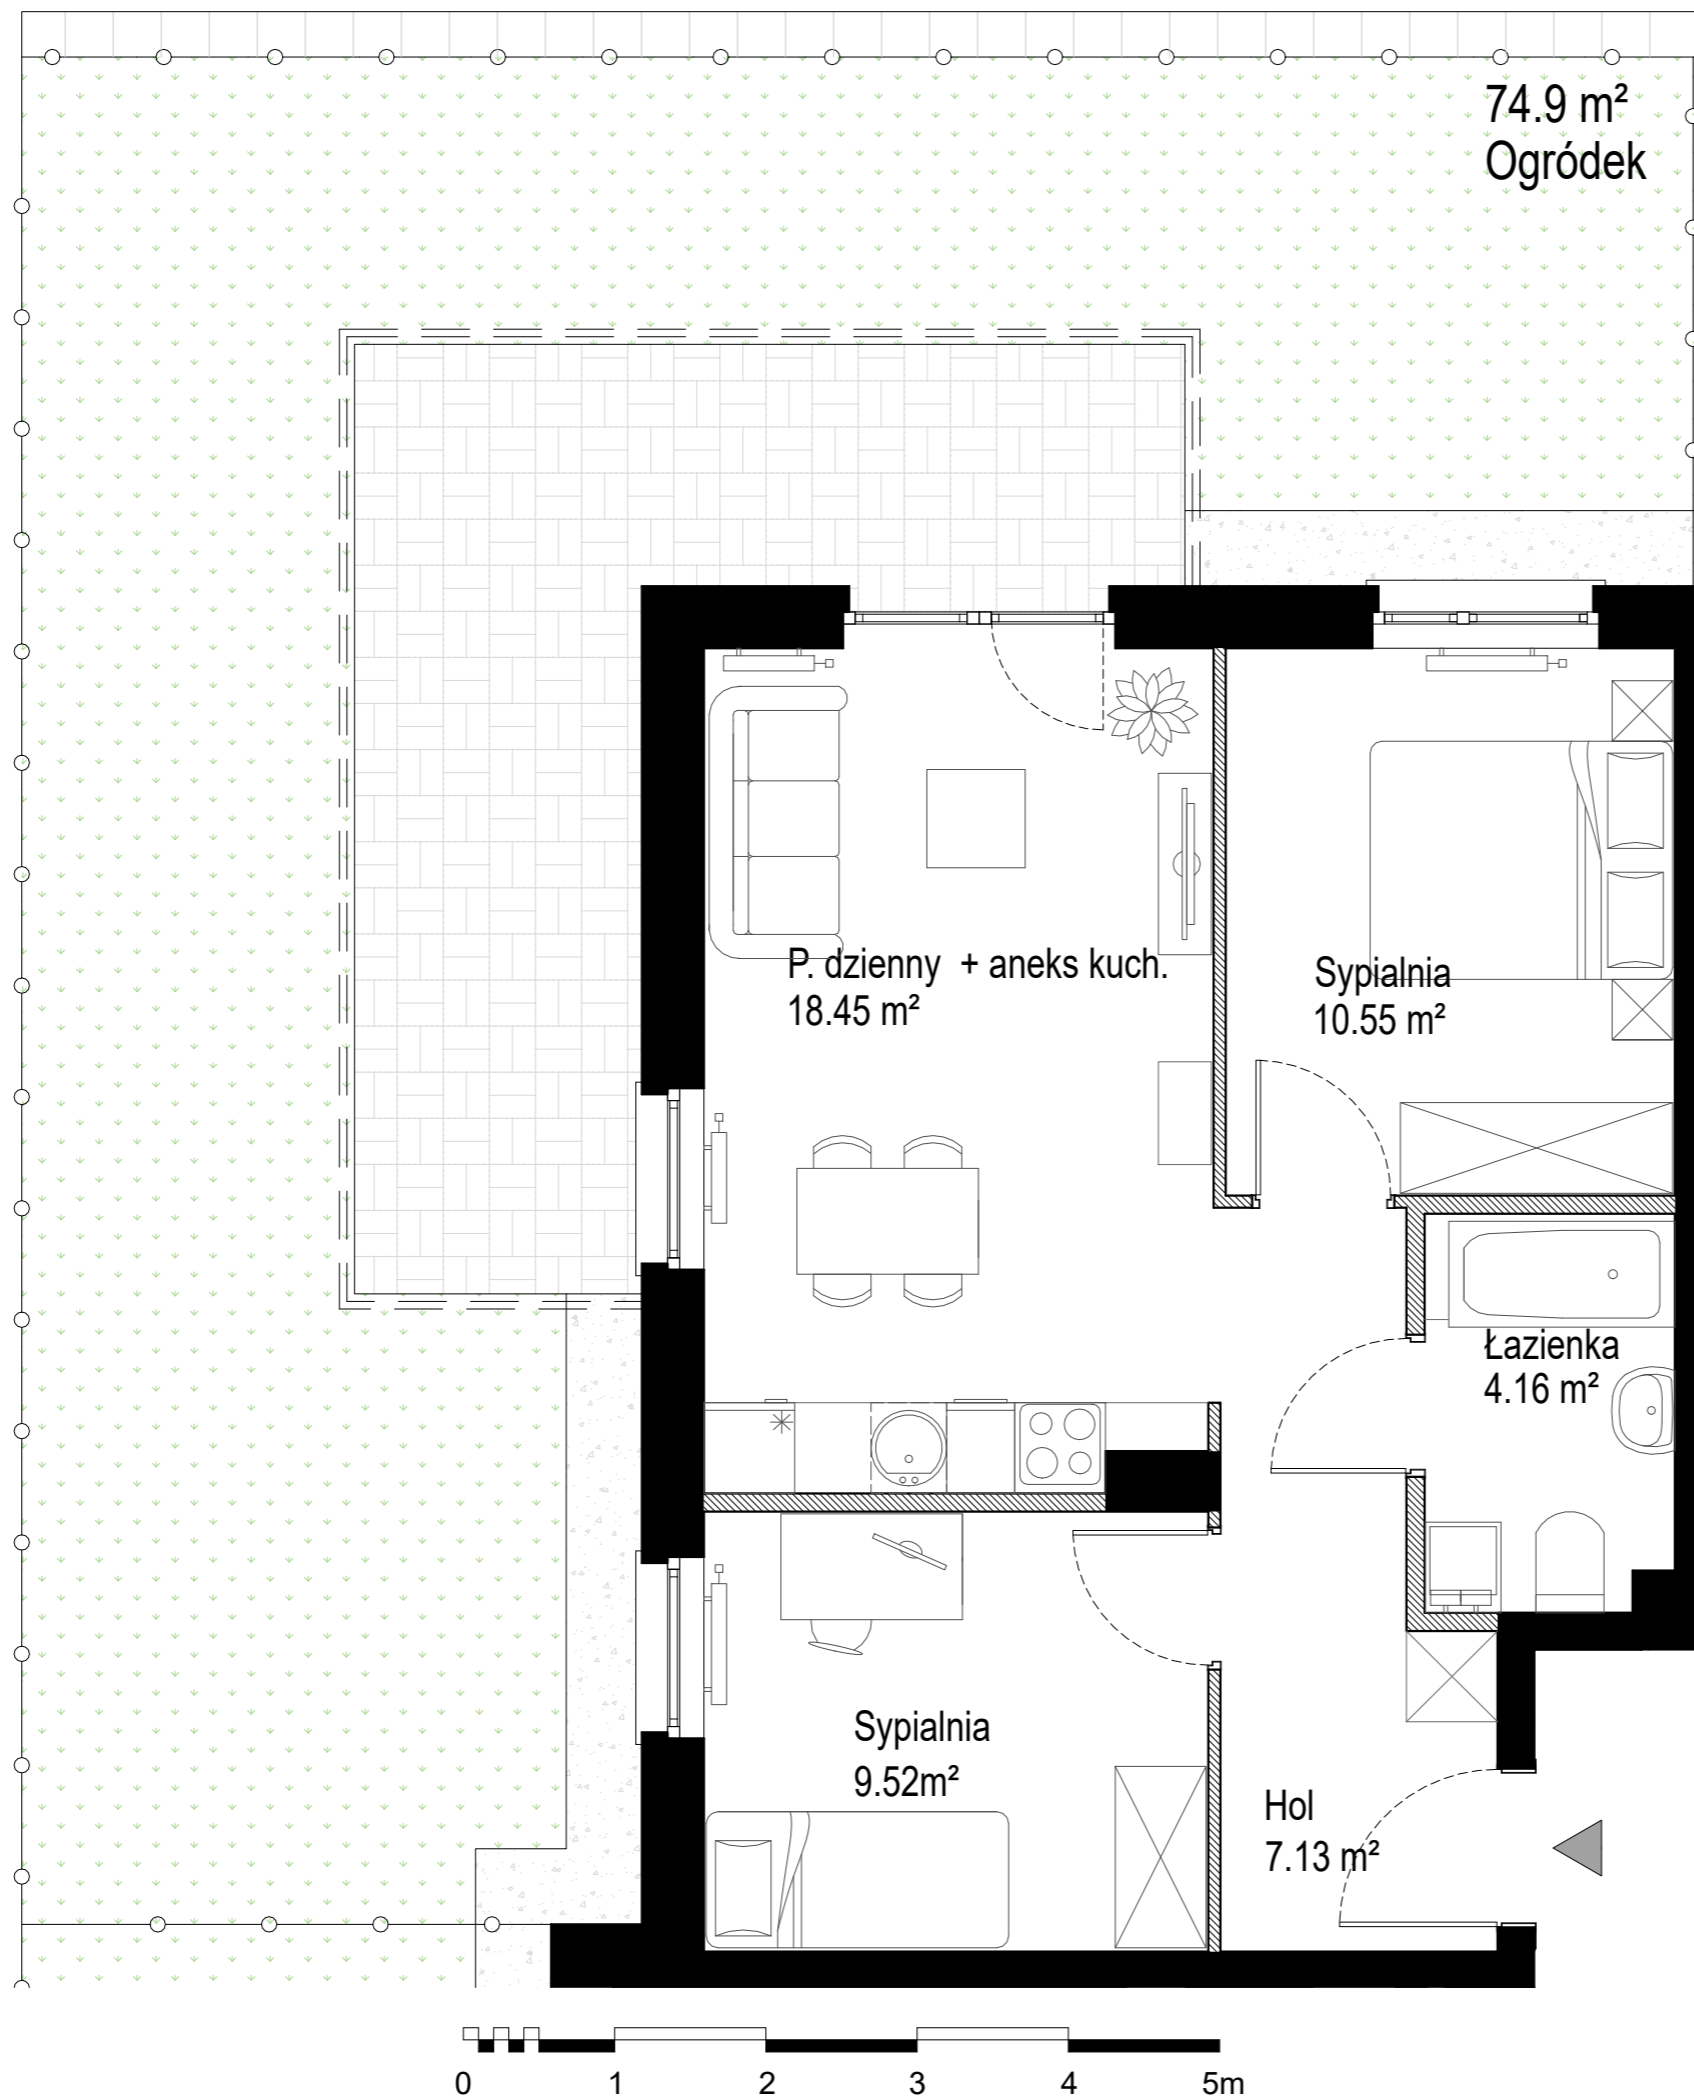 74.9 m²
Ogródek
P. dzienny + aneks kuch.
18.45 m²
Sypialnia
10.55 m²
Łazienka
4.16 m²
Sypialnia
9.52m²
Hol
7.13 m²
0 1 2 3 4 5m